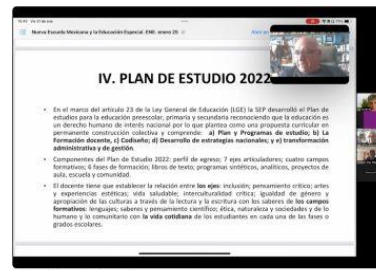 Nueva Escuela Mexicana y la Educación Especial. ENE. enero 25
IV. PLAN DE ESTUDIO 2022
• En el marco del artículo 23 de la Ley General de Educación (LGE) la SEP desarrolló el Plan de
estudios para la educación preescolar, primaria y secundaria reconociendo que la educación es
un derecho humano de interés nacional por lo que plantea como una propuesta curricular en
permanente construcción colectiva y demanda: a) Plan y Programas de estudio; b) La
Formación docente, c) Codiseño; d) Desarrollo de estrategias nacionales; y e) transformación
administrativa y de gestión.
• Componentes del Plan de Estudio 2022: perfil de egreso; 7 ejes articuladores; cuatro campos
formativos; 6 fases de formación; libros de texto; programas sintéticos, analíticos, proyectos de
aula, escuela y comunidad.
• El docente tiene que establecer la relación entre los ejes: inclusión; pensamiento crítico; artes
y experiencias estéticas; vida saludable; interculturalidad crítica; igualdad de género y
apropiación de las culturas a través de la lectura y la escritura con los saberes de los campos
formativos: lenguajes; saberes y pensamiento científico; ética, naturaleza y sociedades y de lo
humano y lo comunitario con la vida cotidiana de los estudiantes en cada una de las fases o
grados escolares.